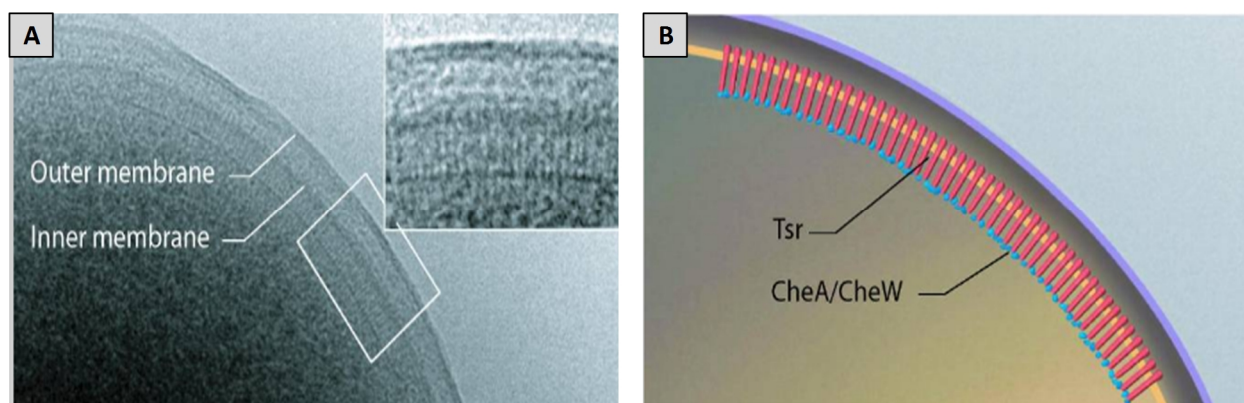 A
Outer membrane
Inner membrane
B
Tsr
CheA/CheW